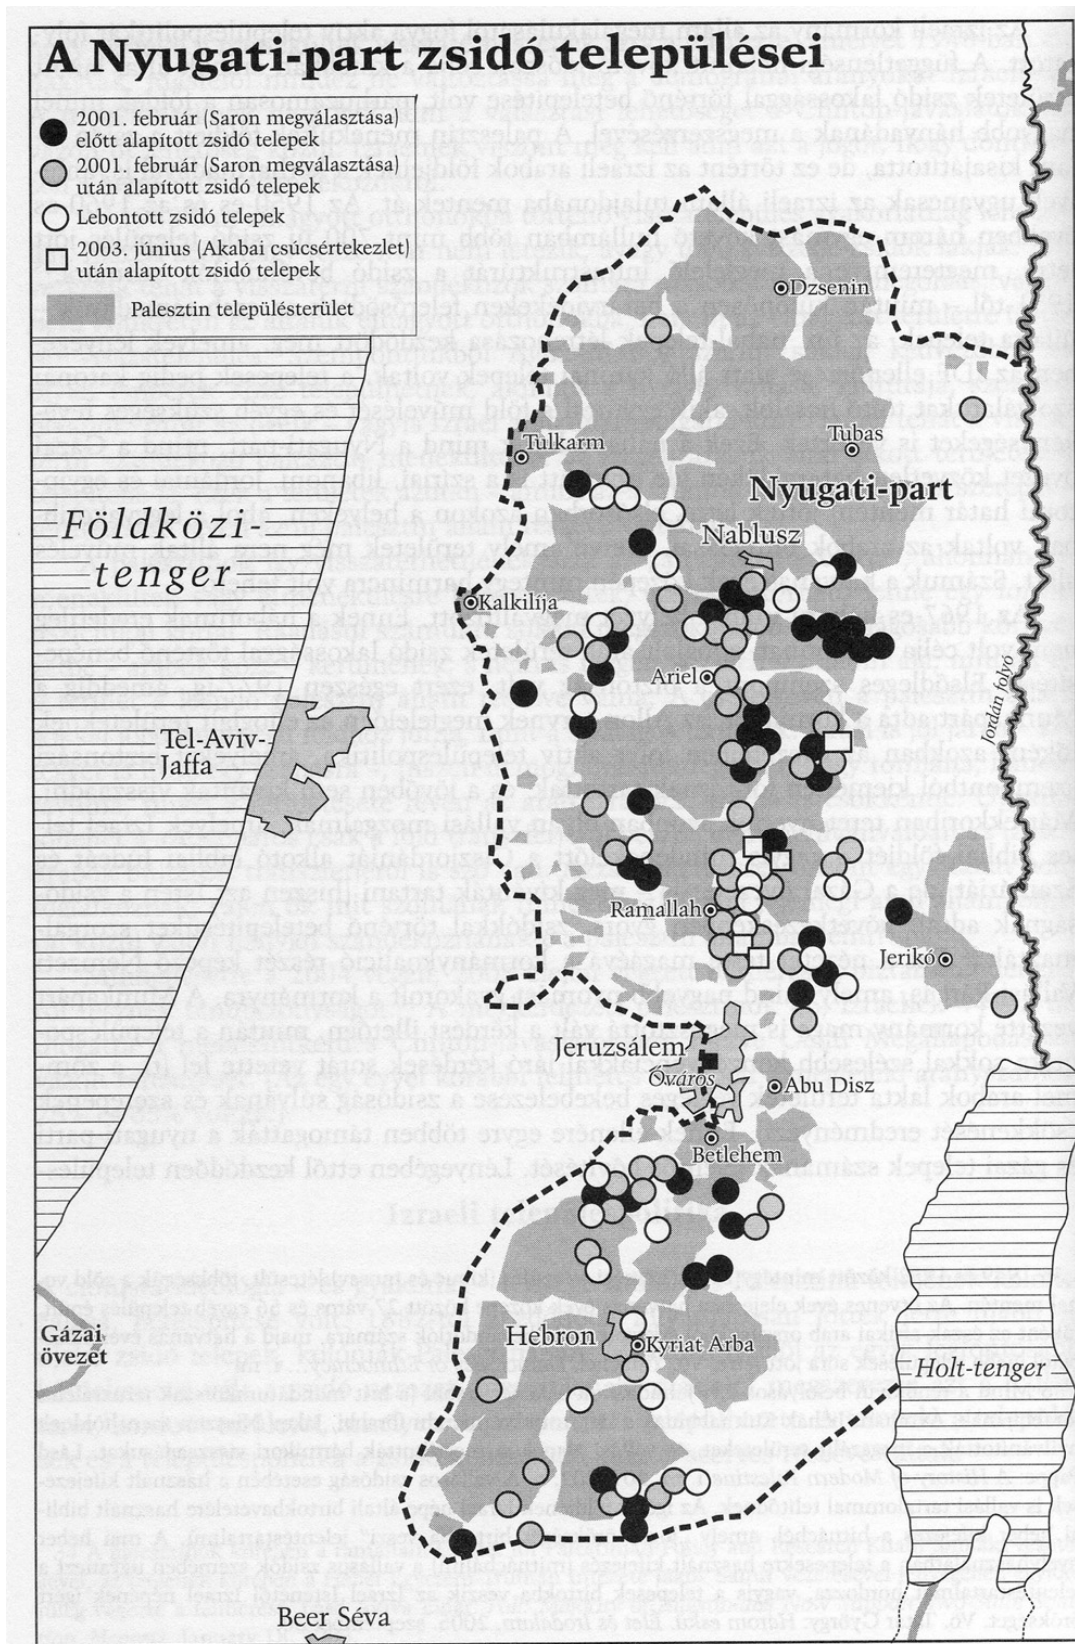 A Nyugati-part zsidó települései
2001. február (Saron megválasztása)
előtt alapított zsidó telepek
2001. február (Saron megválasztása)
után alapított zsidó telepek
Lebontott zsidó telepek
2003. június (Akabai csúcsértekezlet)
után alapított zsidó telepek
Palesztin településterület
Dzsenin
Tulkarm
Tubas
Nyugati-part
Földközi-
tenger
Nablusz
Kalkilíja
Ariel
Jordán folyó
Tel-Aviv-
Jaffa
Ramallah
Jerikó
Jeruzsálem
Óváros
Abu Disz
Betlehem
Gázai
övezet
Hebron
Kyriat Arba
Holt-tenger
Beer Séva